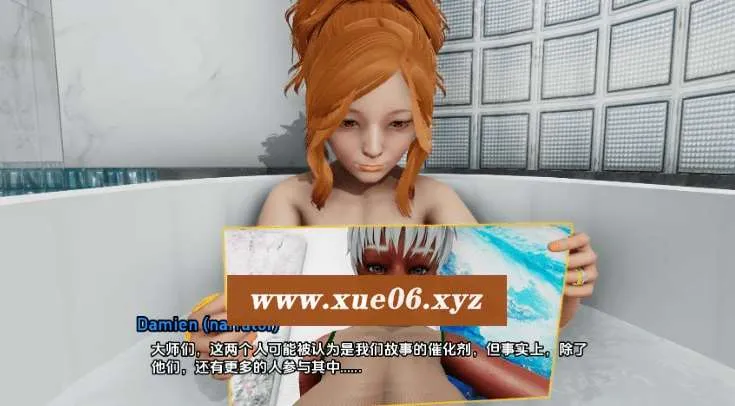 www.xue06.xyz
Damien (narrator)
大师们，这两个人可能被认为是我们故事的催化剂，但事实上，除了
他们，还有更多的人参与其中......